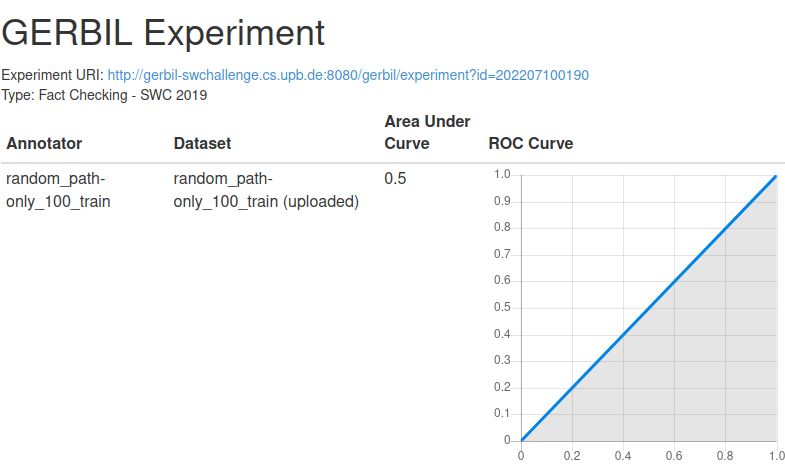 GERBIL Experiment
Experiment URI: http://gerbil-swchallenge.cs.upb.de:8080/gerbil/experiment?id=202207100190
Type: Fact Checking - SWC 2019
Annotator
Dataset
Area Under
Curve
ROC Curve
random_path-
only_100_train
random_path-
only_100_train (uploaded)
0.5
1.0
0.9
0.8
0.7
0.6
0.5
0.4
0.3
0.2
0.1
0
0 0.2 0.4 0.6 0.8 1.0